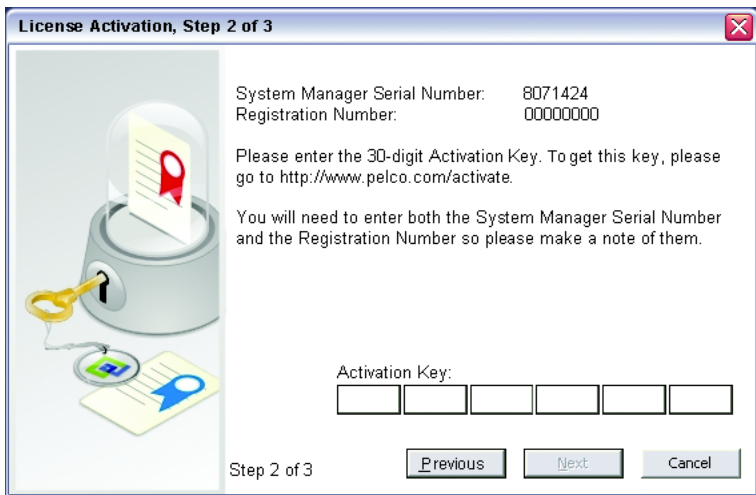 License Activation, Step 2 of 3
System Manager Serial Number: 8071424
Registration Number: 00000000
Please enter the 30-digit Activation Key. To get this key, please
go to http://www.pelco.com/activate.
You will need to enter both the System Manager Serial Number
and the Registration Number so please make a note of them.
Activation Key:
Step 2 of 3
Previous
Next
Cancel